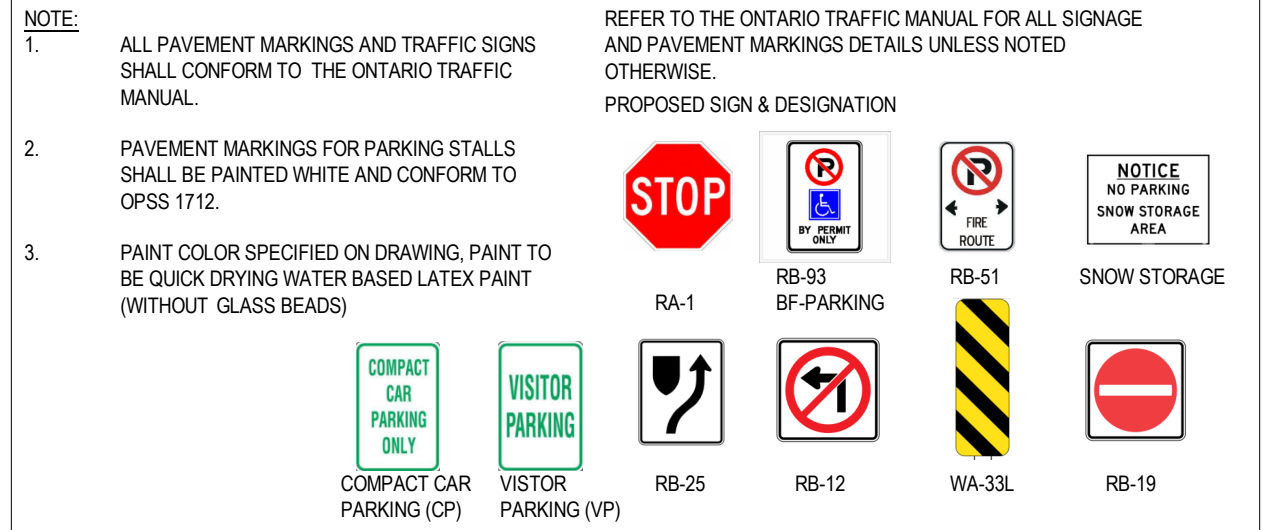 NOTE:
1. ALL PAVEMENT MARKINGS AND TRAFFIC SIGNS
SHALL CONFORM TO THE ONTARIO TRAFFIC
MANUAL.
2. PAVEMENT MARKINGS FOR PARKING STALLS
SHALL BE PAINTED WHITE AND CONFORM TO
OPSS 1712.
3. PAINT COLOR SPECIFIED ON DRAWING, PAINT TO
BE QUICK DRYING WATER BASED LATEX PAINT
(WITHOUT GLASS BEADS)
REFER TO THE ONTARIO TRAFFIC MANUAL FOR ALL SIGNAGE
AND PAVEMENT MARKINGS DETAILS UNLESS NOTED
OTHERWISE.
PROPOSED SIGN & DESIGNATION
STOP
RA-1
P
BY PERMIT
ONLY
RB-93
BF-PARKING
P
FIRE
ROUTE
RB-51
NOTICE
NO PARKING
SNOW STORAGE
AREA
SNOW STORAGE
COMPACT
CAR
PARKING
ONLY
COMPACT CAR
PARKING (CP)
VISITOR
PARKING
VISTOR
PARKING (VP)
RB-25
RB-12
WA-33L
RB-19